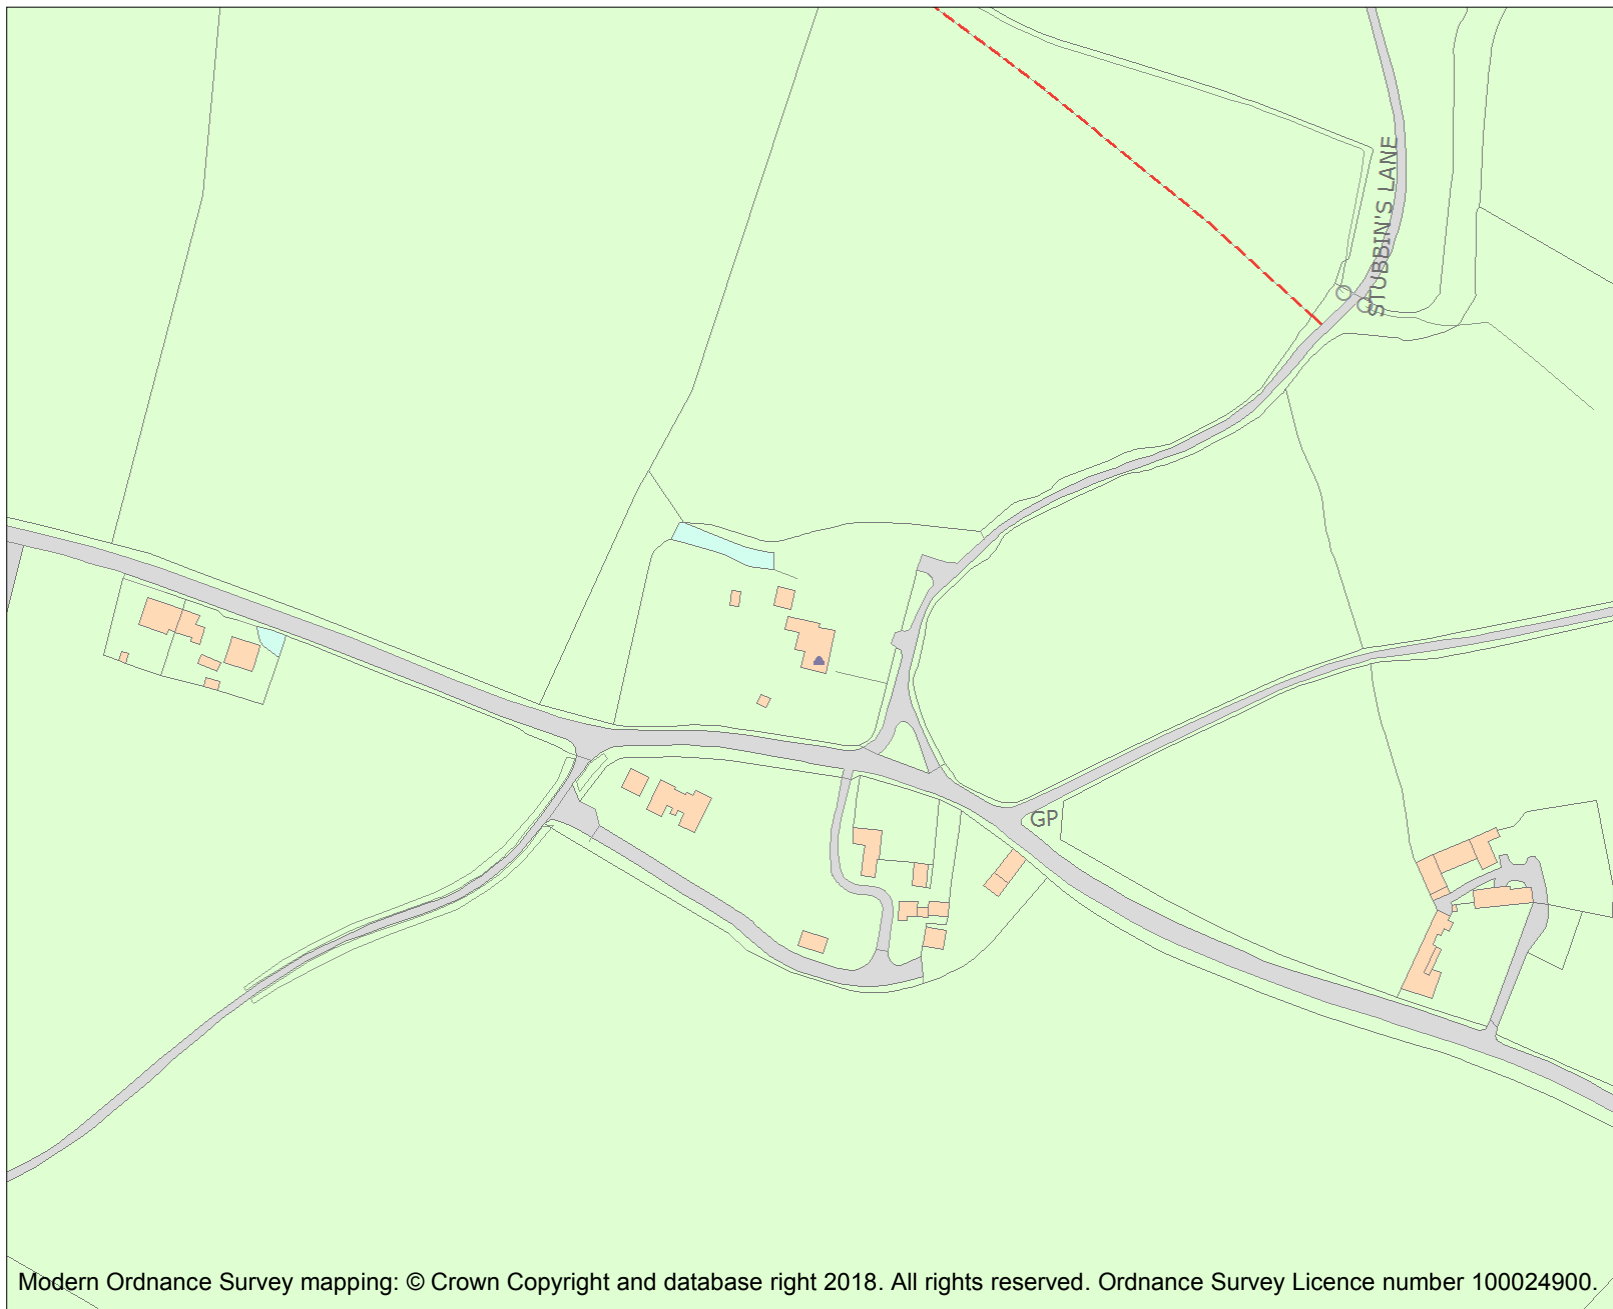 STUBBIN'S LANE
GP
Modern Ordnance Survey mapping: © Crown Copyright and database right 2018. All rights reserved. Ordnance Survey Licence number 100024900.